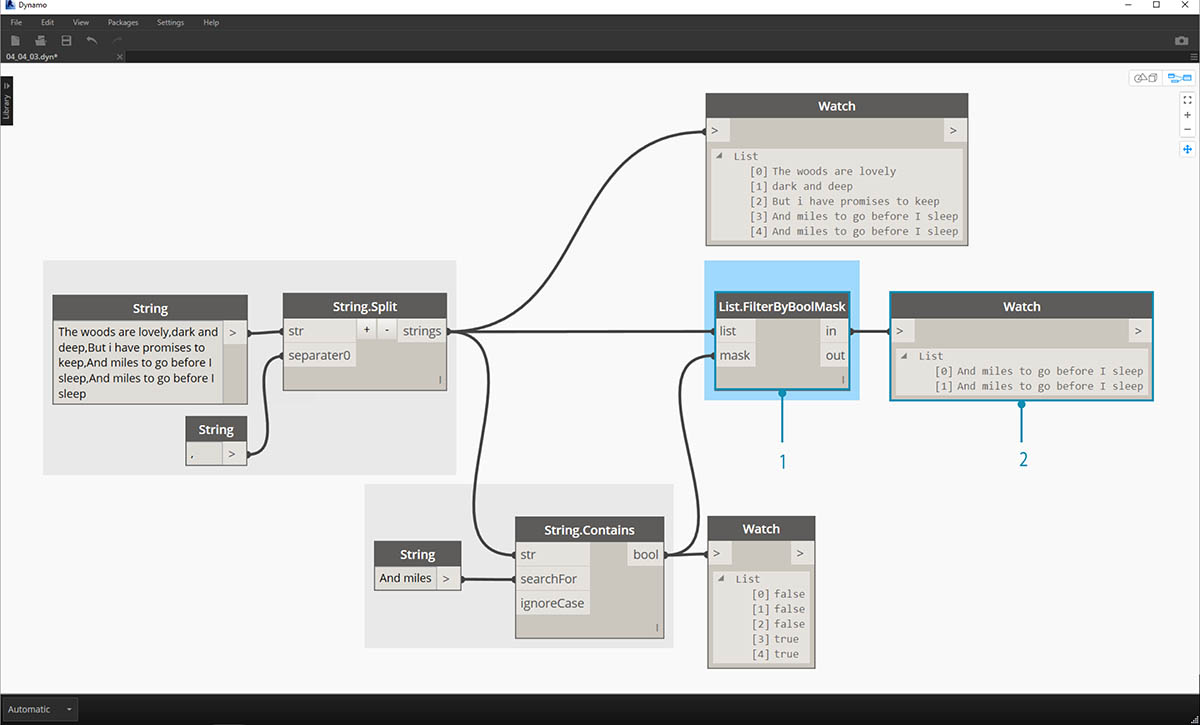 Dynamo
File Edit View Packages Settings Help
04_04_03.dyn*
Library
Watch
> >
List
[0] The woods are lovely
[1] dark and deep
[2] But i have promises to keep
[3] And miles to go before I sleep
[4] And miles to go before I sleep
String
The woods are lovely,dark and
deep,But i have promises to
keep,And miles to go before I
sleep,And miles to go before I
sleep
>
String.Split
str + - strings
separater0
l
String
, >
List.FilterByBoolMask
list in
mask out
l
1
Watch
> >
List
[0] And miles to go before I sleep
[1] And miles to go before I sleep
2
String
And miles >
String.Contains
str bool
searchFor
ignoreCase
l
Watch
> >
List
[0] false
[1] false
[2] false
[3] true
[4] true
Automatic